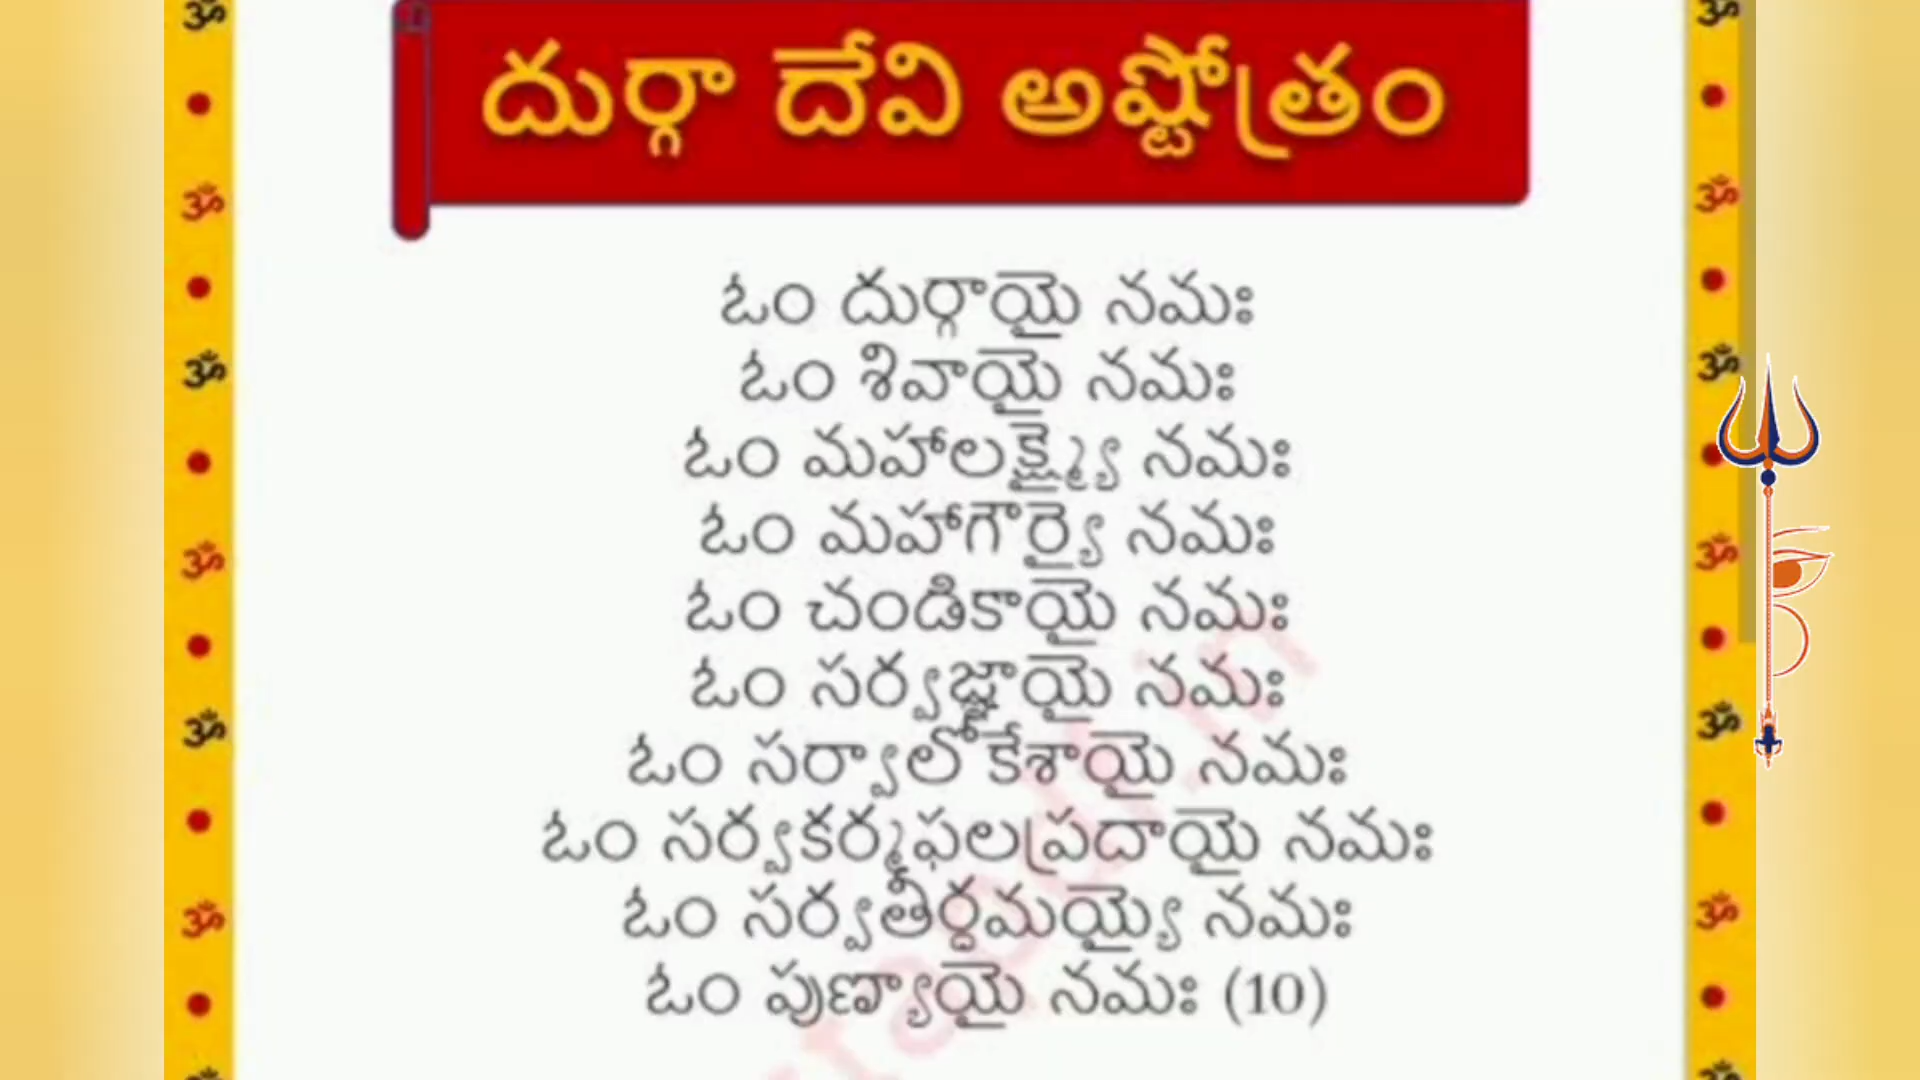 దుర్గా దేవి అష్టోత్రం
ఓం దుర్గాయై నమః
ఓం శివాయై నమః
ఓం మహాలక్ష్మ్యై నమః
ఓం మహాగౌర్యై నమః
ఓం చండికాయై నమః
ఓం సర్వజ్ఞాయై నమః
ఓం సర్వాలోకేశాయై నమః
ఓం సర్వకర్మఫలప్రదాయై నమః
ఓం సర్వతీర్ధమయ్యై నమః
ఓం పుణ్యాయై నమః (10)